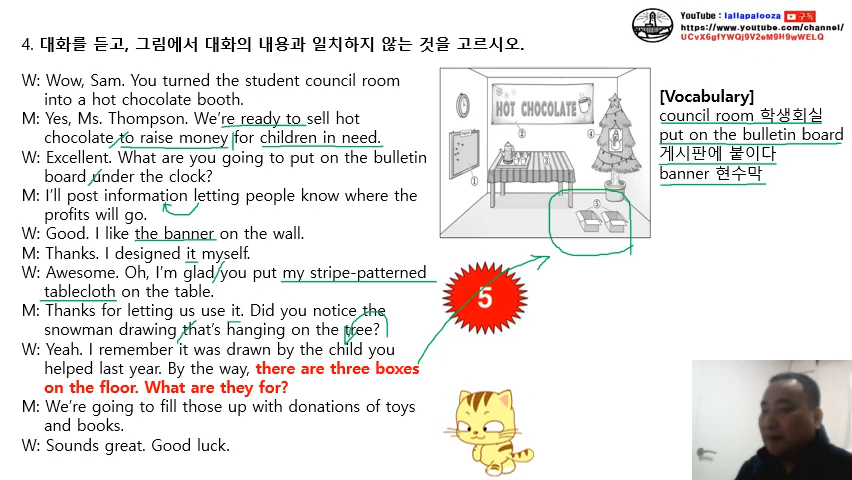 YouTube : lallapalooza 구독
https://www.youtube.com/channel/
UCvX6gfYWQj9V2eM9H9wWELQ
4. 대화를 듣고, 그림에서 대화의 내용과 일치하지 않는 것을 고르시오.
W: Wow, Sam. You turned the student council room
into a hot chocolate booth.
M: Yes, Ms. Thompson. We're ready to sell hot
chocolate to raise money for children in need.
W: Excellent. What are you going to put on the bulletin
board under the clock?
M: I'll post information letting people know where the
profits will go.
W: Good. I like the banner on the wall.
M: Thanks. I designed it myself.
W: Awesome. Oh, I'm glad you put my stripe-patterned
tablecloth on the table.
M: Thanks for letting us use it. Did you notice the
snowman drawing that's hanging on the tree?
W: Yeah. I remember it was drawn by the child you
helped last year. By the way, there are three boxes
on the floor. What are they for?
M: We're going to fill those up with donations of toys
and books.
W: Sounds great. Good luck.
HOT CHOCOLATE
①
②
③
④
⑤
5
[Vocabulary]
council room 학생회실
put on the bulletin board
게시판에 붙이다
banner 현수막